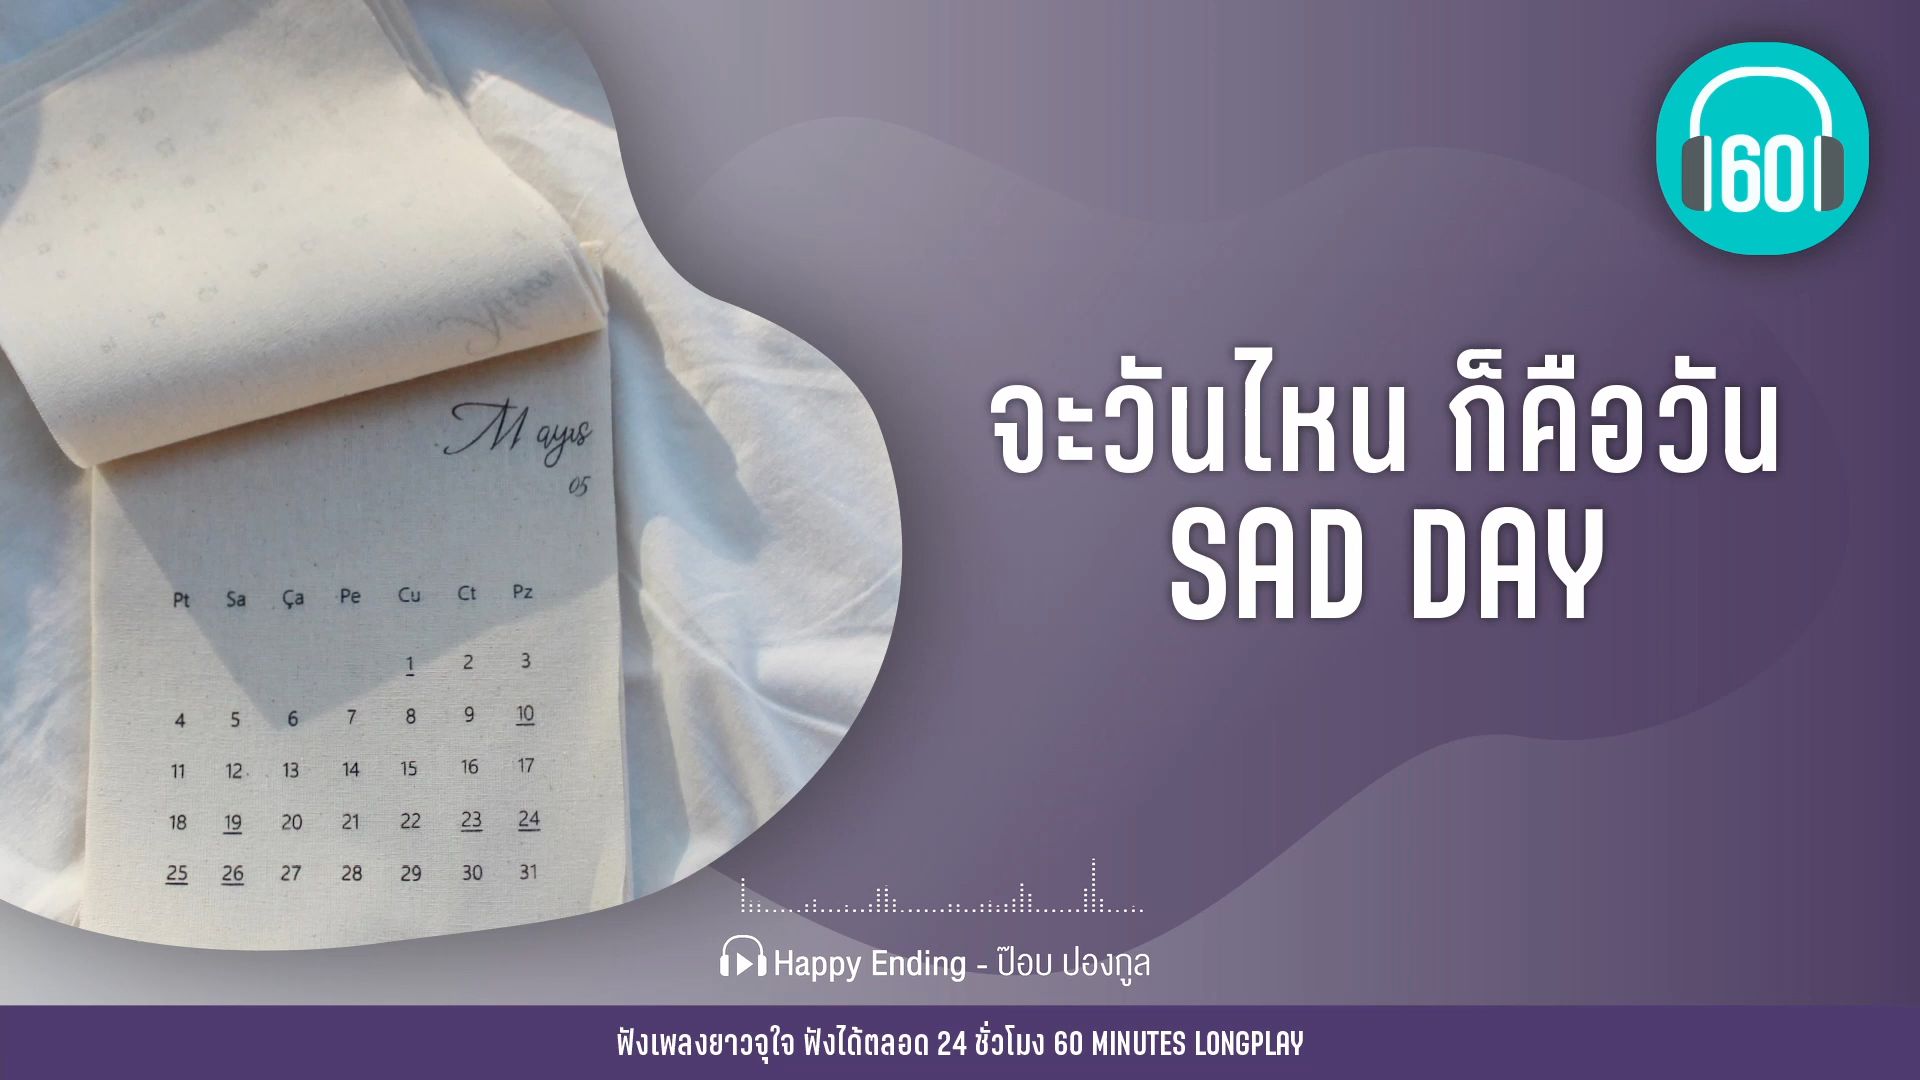 Mayıs
05
Pt Sa Ça Pe Cu Ct Pz
1 2 3
4 5 6 7 8 9 10
11 12 13 14 15 16 17
18 19 20 21 22 23 24
25 26 27 28 29 30 31
60
จะวันไหน ก็คือวัน
SAD DAY
Happy Ending - ป๊อบ ปองกูล
ฟังเพลงยาวจุใจ ฟังได้ตลอด 24 ชั่วโมง 60 MINUTES LONGPLAY